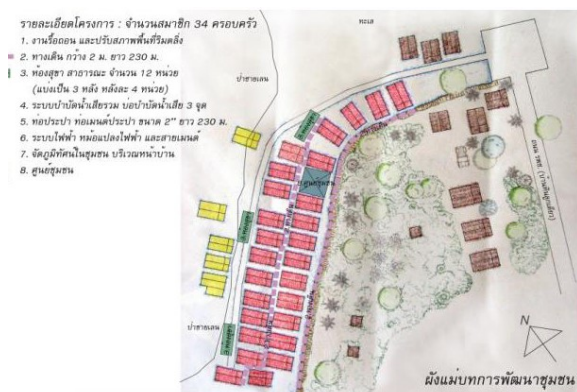 รายละเอียดโครงการ : จำนวนสมาชิก 34 ครอบครัว
1. งานรื้อถอน และปรับสภาพพื้นที่ริมตลิ่ง
2. ทางเดิน กว้าง 2 ม. ยาว 230 ม.
3. ห้องสุขา สาธารณะ จำนวน 12 หน่วย
(แบ่งเป็น 3 หลัง หลังละ 4 หน่วย)
4. ระบบบำบัดน้ำเสียรวม บ่อบำบัดน้ำเสีย 3 จุด
5. ท่อประปา ท่อเมนต์ประปา ขนาด 2" ยาว 230 ม.
6. ระบบไฟฟ้า หม้อแปลงไฟฟ้า และสายเมนต์
7. จัดภูมิทัศน์ในชุมชน บริเวณหน้าบ้าน
8. ศูนย์ชุมชน
ทะเล
ป่าชายเลน
ศูนย์ชุมชน
ป่าชายเลน
N
ผังแม่บทการพัฒนาชุมชน